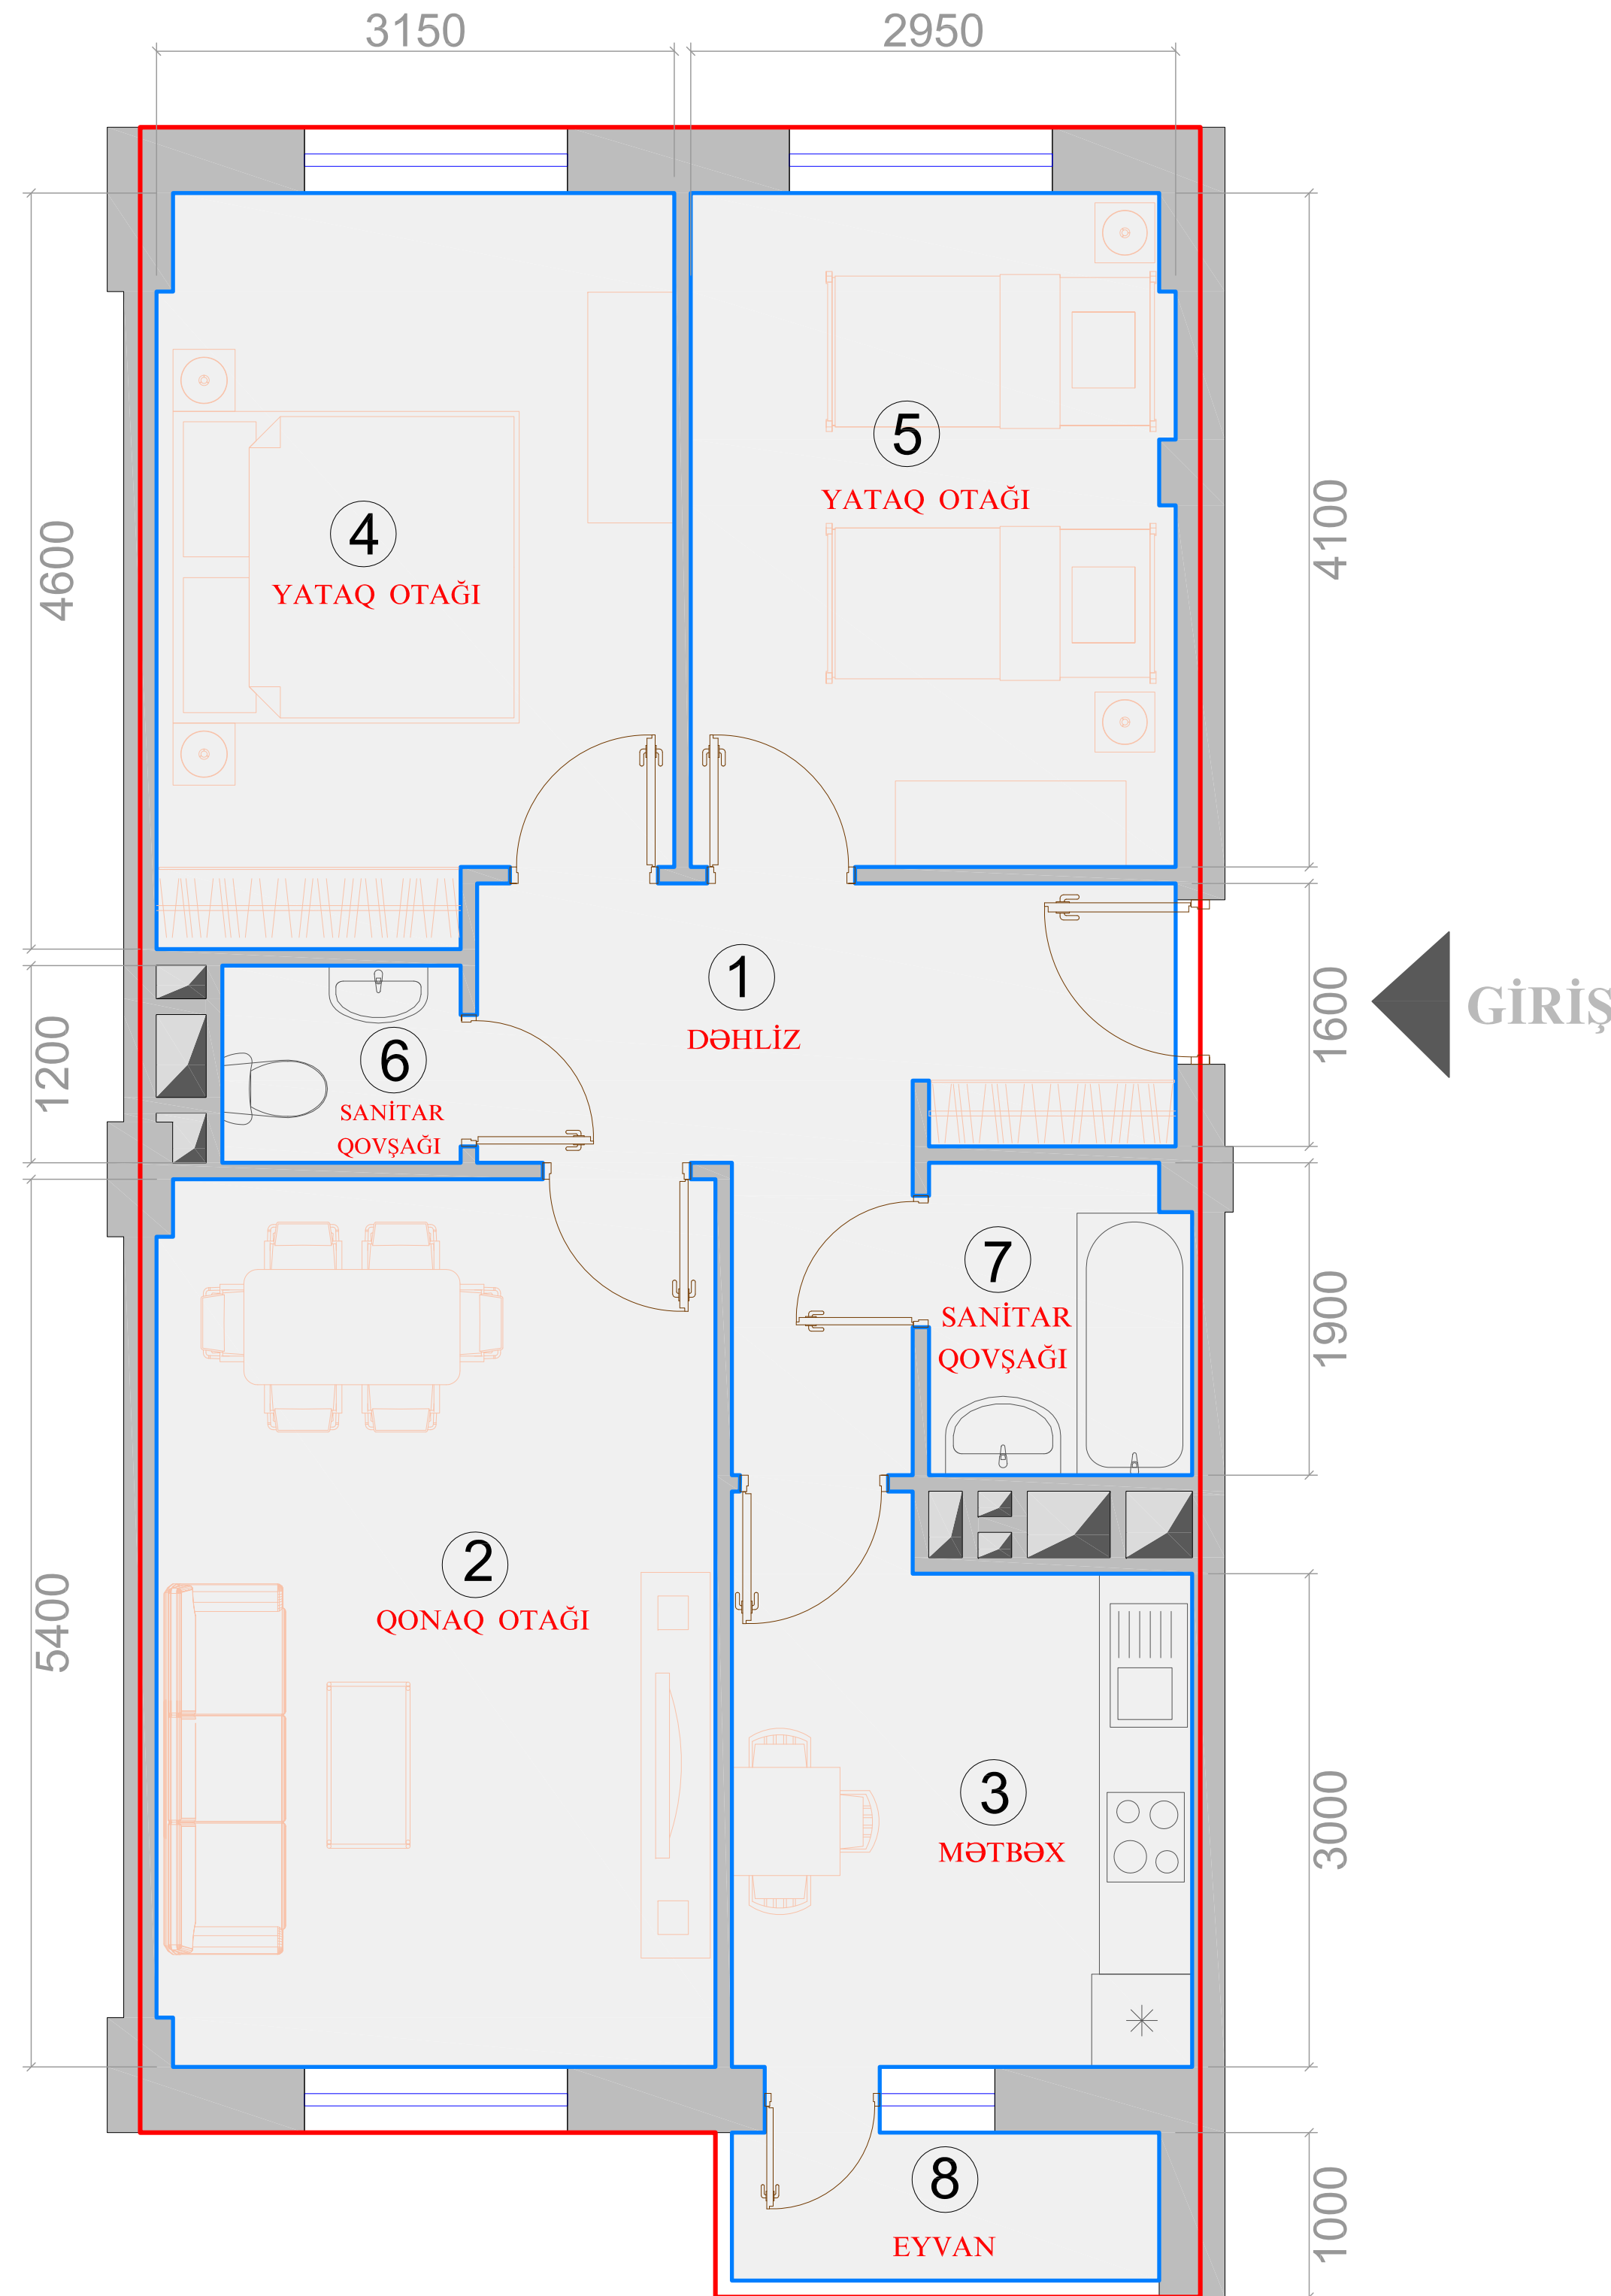 3150
2950
4600
4100
5
YATAQ OTAĞI
4
YATAQ OTAĞI
1
DƏHLİZ
1600
GİRİŞ
1200
6
SANİTAR
QOVŞAĞI
7
SANİTAR
QOVŞAĞI
1900
5400
2
QONAQ OTAĞI
3
MƏTBƏX
3000
8
EYVAN
1000